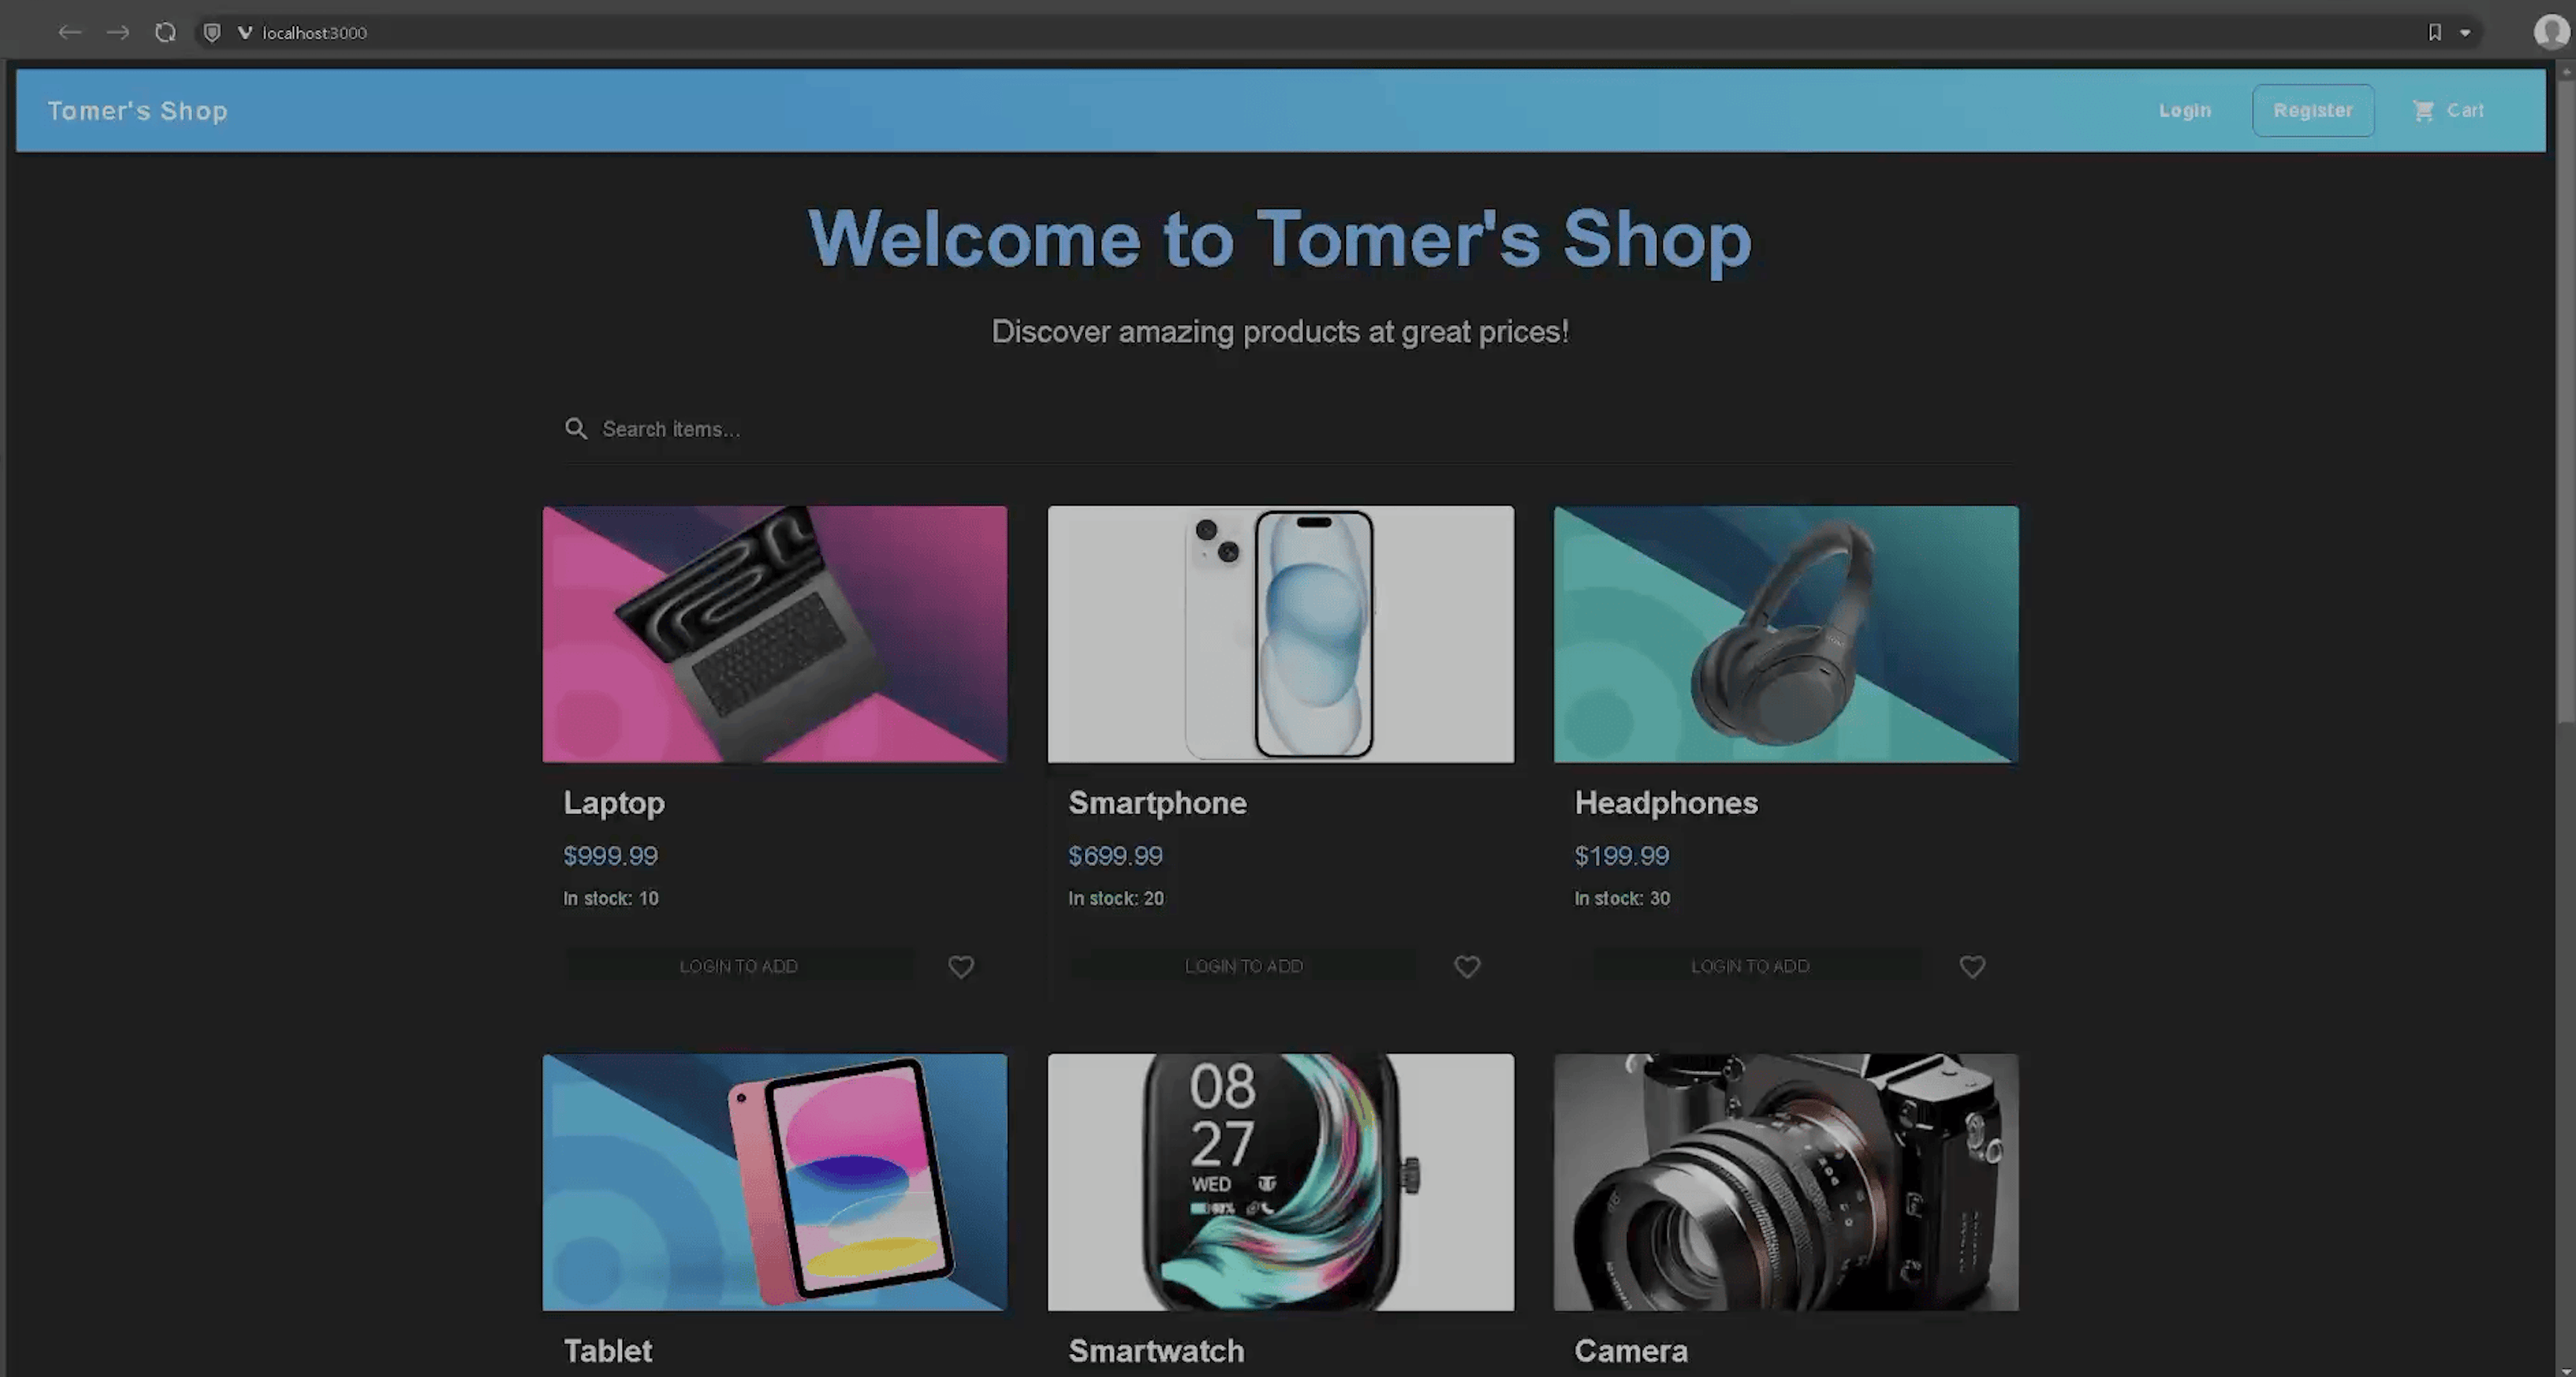 localhost:3000
Tomer's Shop
Login
Register
Cart
Welcome to Tomer's Shop
Discover amazing products at great prices!
Search items...
Laptop
$999.99
In stock: 10
LOGIN TO ADD
Smartphone
$699.99
In stock: 20
LOGIN TO ADD
Headphones
$199.99
In stock: 30
LOGIN TO ADD
08
27
WED
Tablet
Smartwatch
Camera